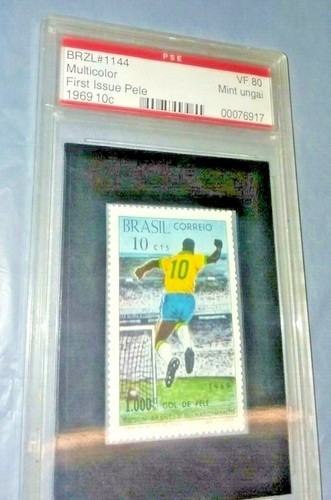 BRZL#1144
PSE
VF 80
Multicolor
Mint ungai
First Issue Pele
1969 10c
00076917
BRASIL CORREIO
10 cts
10
1969
1.000º GOL DE PELÉ